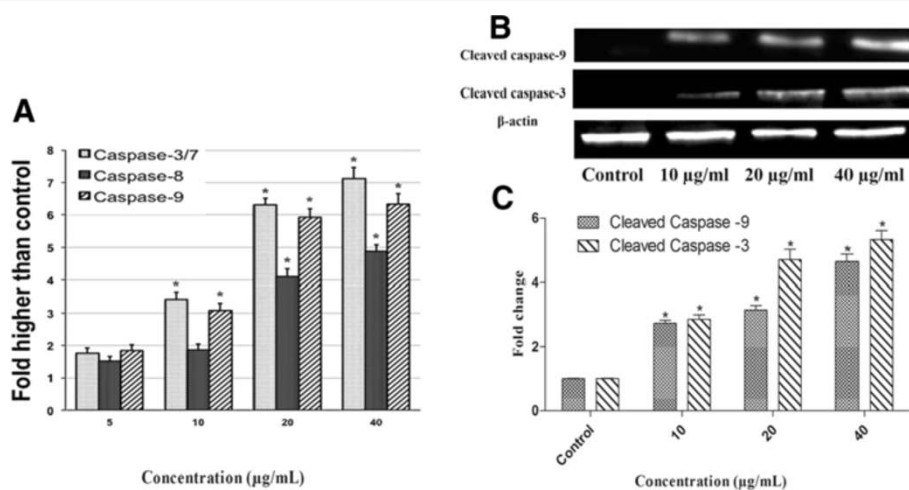 A
Fold higher than control
8
7
6
5
4
3
2
1
0
Caspase-3/7
Caspase-8
Caspase-9
* * * * * * * *
5 10 20 40
Concentration (µg/mL)
B
Cleaved caspase-9
Cleaved caspase-3
β-actin
Control 10 µg/ml 20 µg/ml 40 µg/ml
C
Fold change
6
4
2
0
Cleaved Caspase -9
Cleaved Caspase -3
* * * * * *
Control 10 20 40
Concentration (µg/mL)